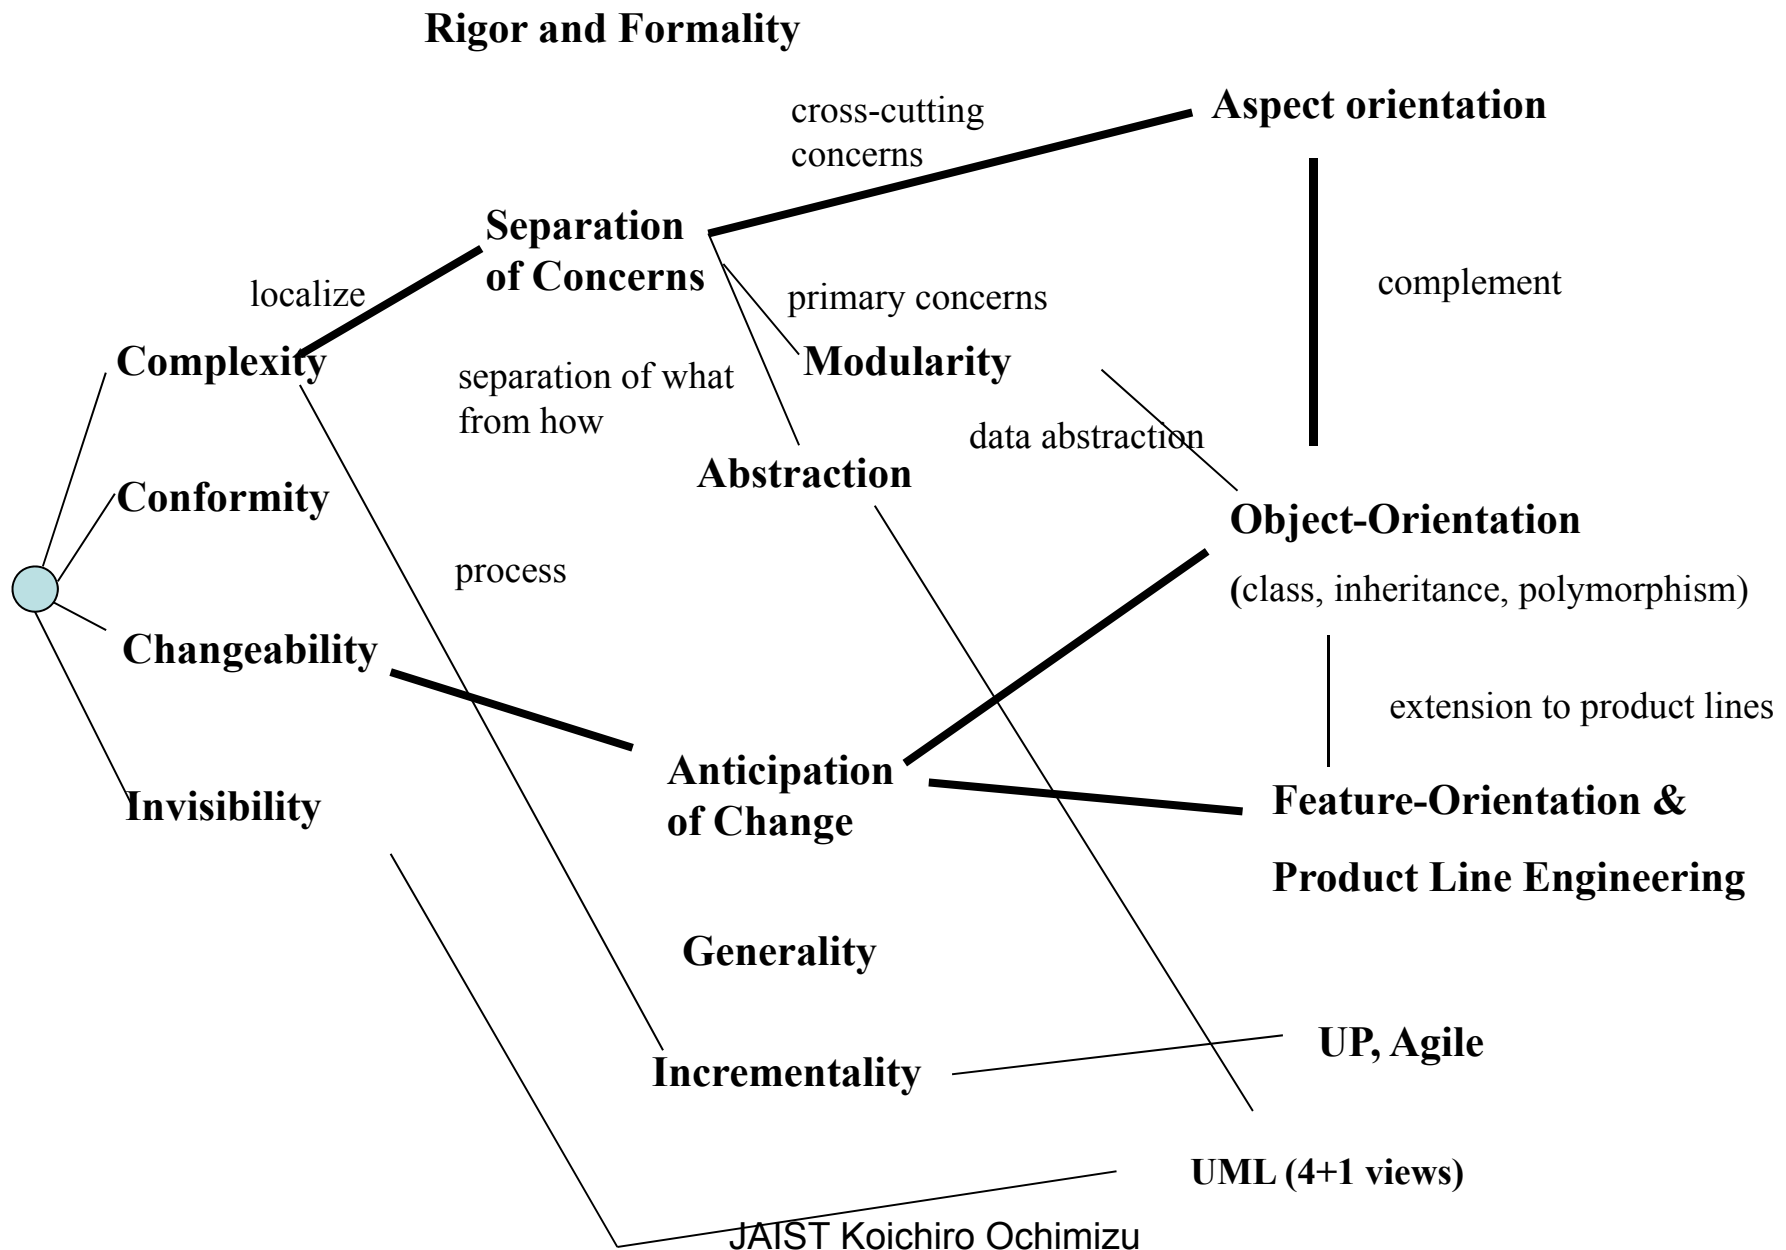 Rigor and Formality
cross-cutting
concerns
Aspect orientation
Separation
of Concerns
localize
primary concerns
complement
Complexity
separation of what
from how
Modularity
data abstraction
Abstraction
Conformity
Object-Orientation
(class, inheritance, polymorphism)
process
Changeability
extension to product lines
Anticipation
of Change
Invisibility
Feature-Orientation &
Product Line Engineering
Generality
UP, Agile
Incrementality
UML (4+1 views)
JAIST Koichiro Ochimizu